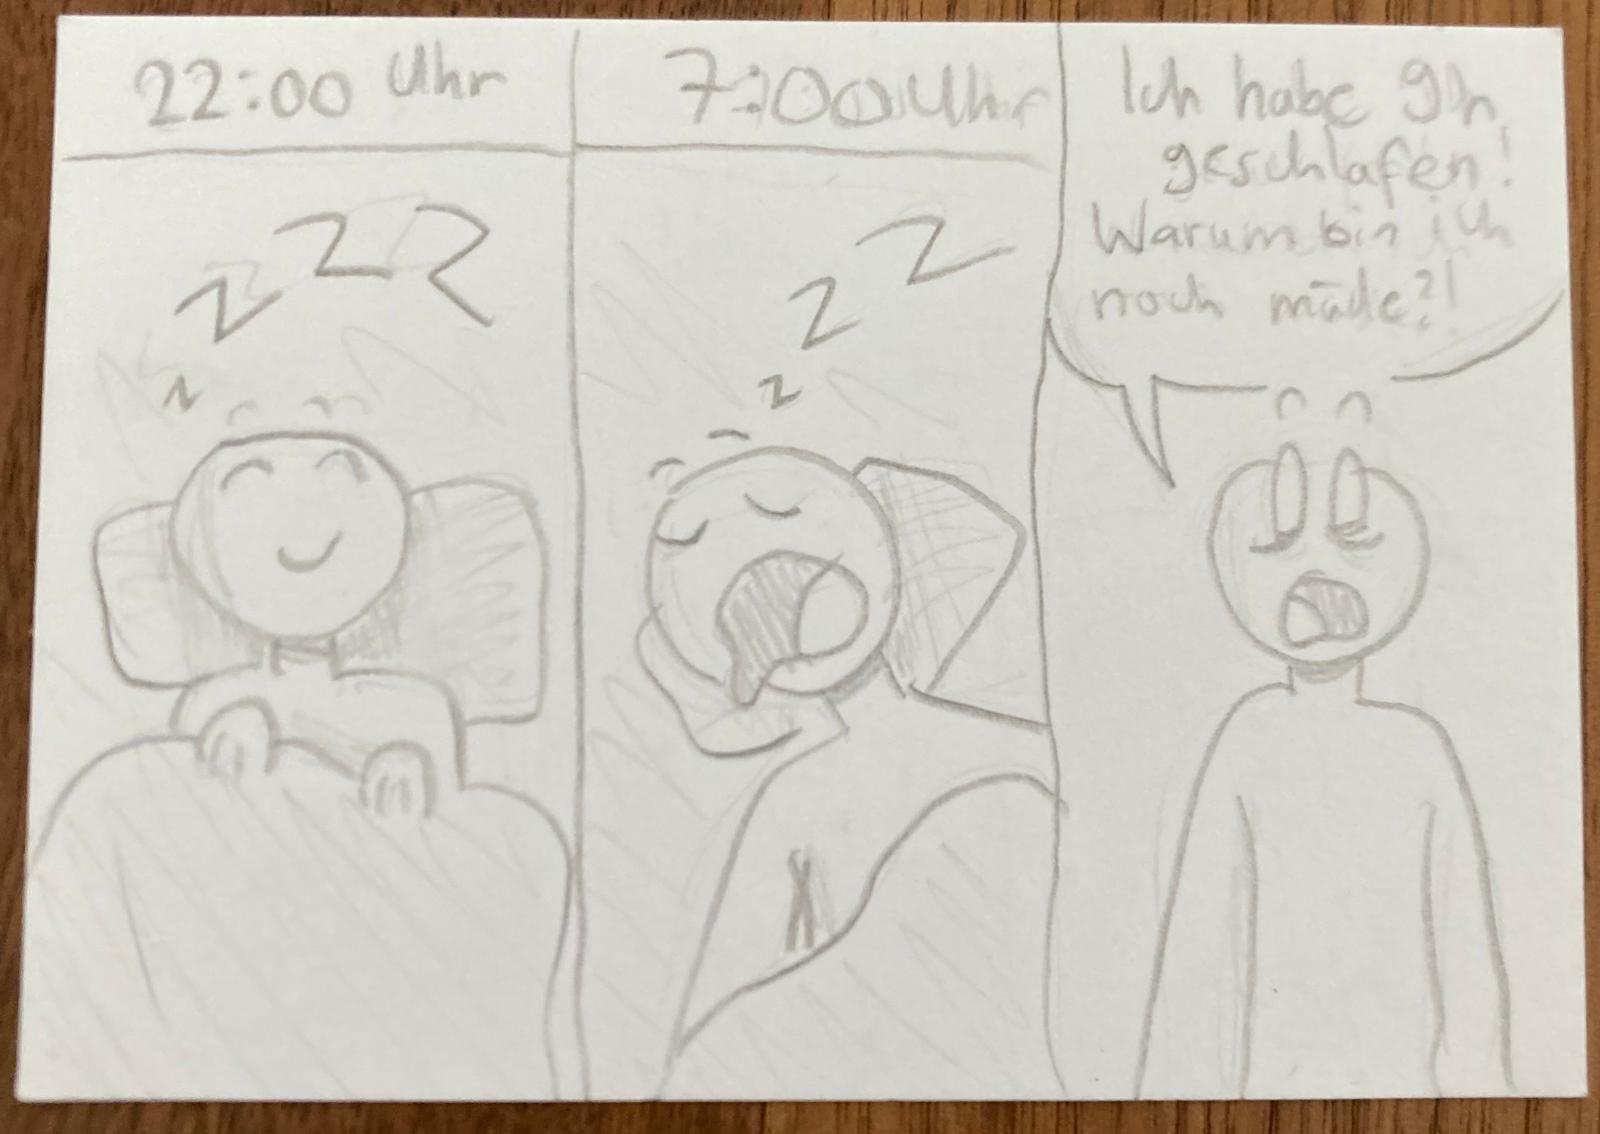 22:00 Uhr
z z z z
7:00 Uhr
z z z
Ich habe 9h
geschlafen!
Warum bin ich
noch müde?!